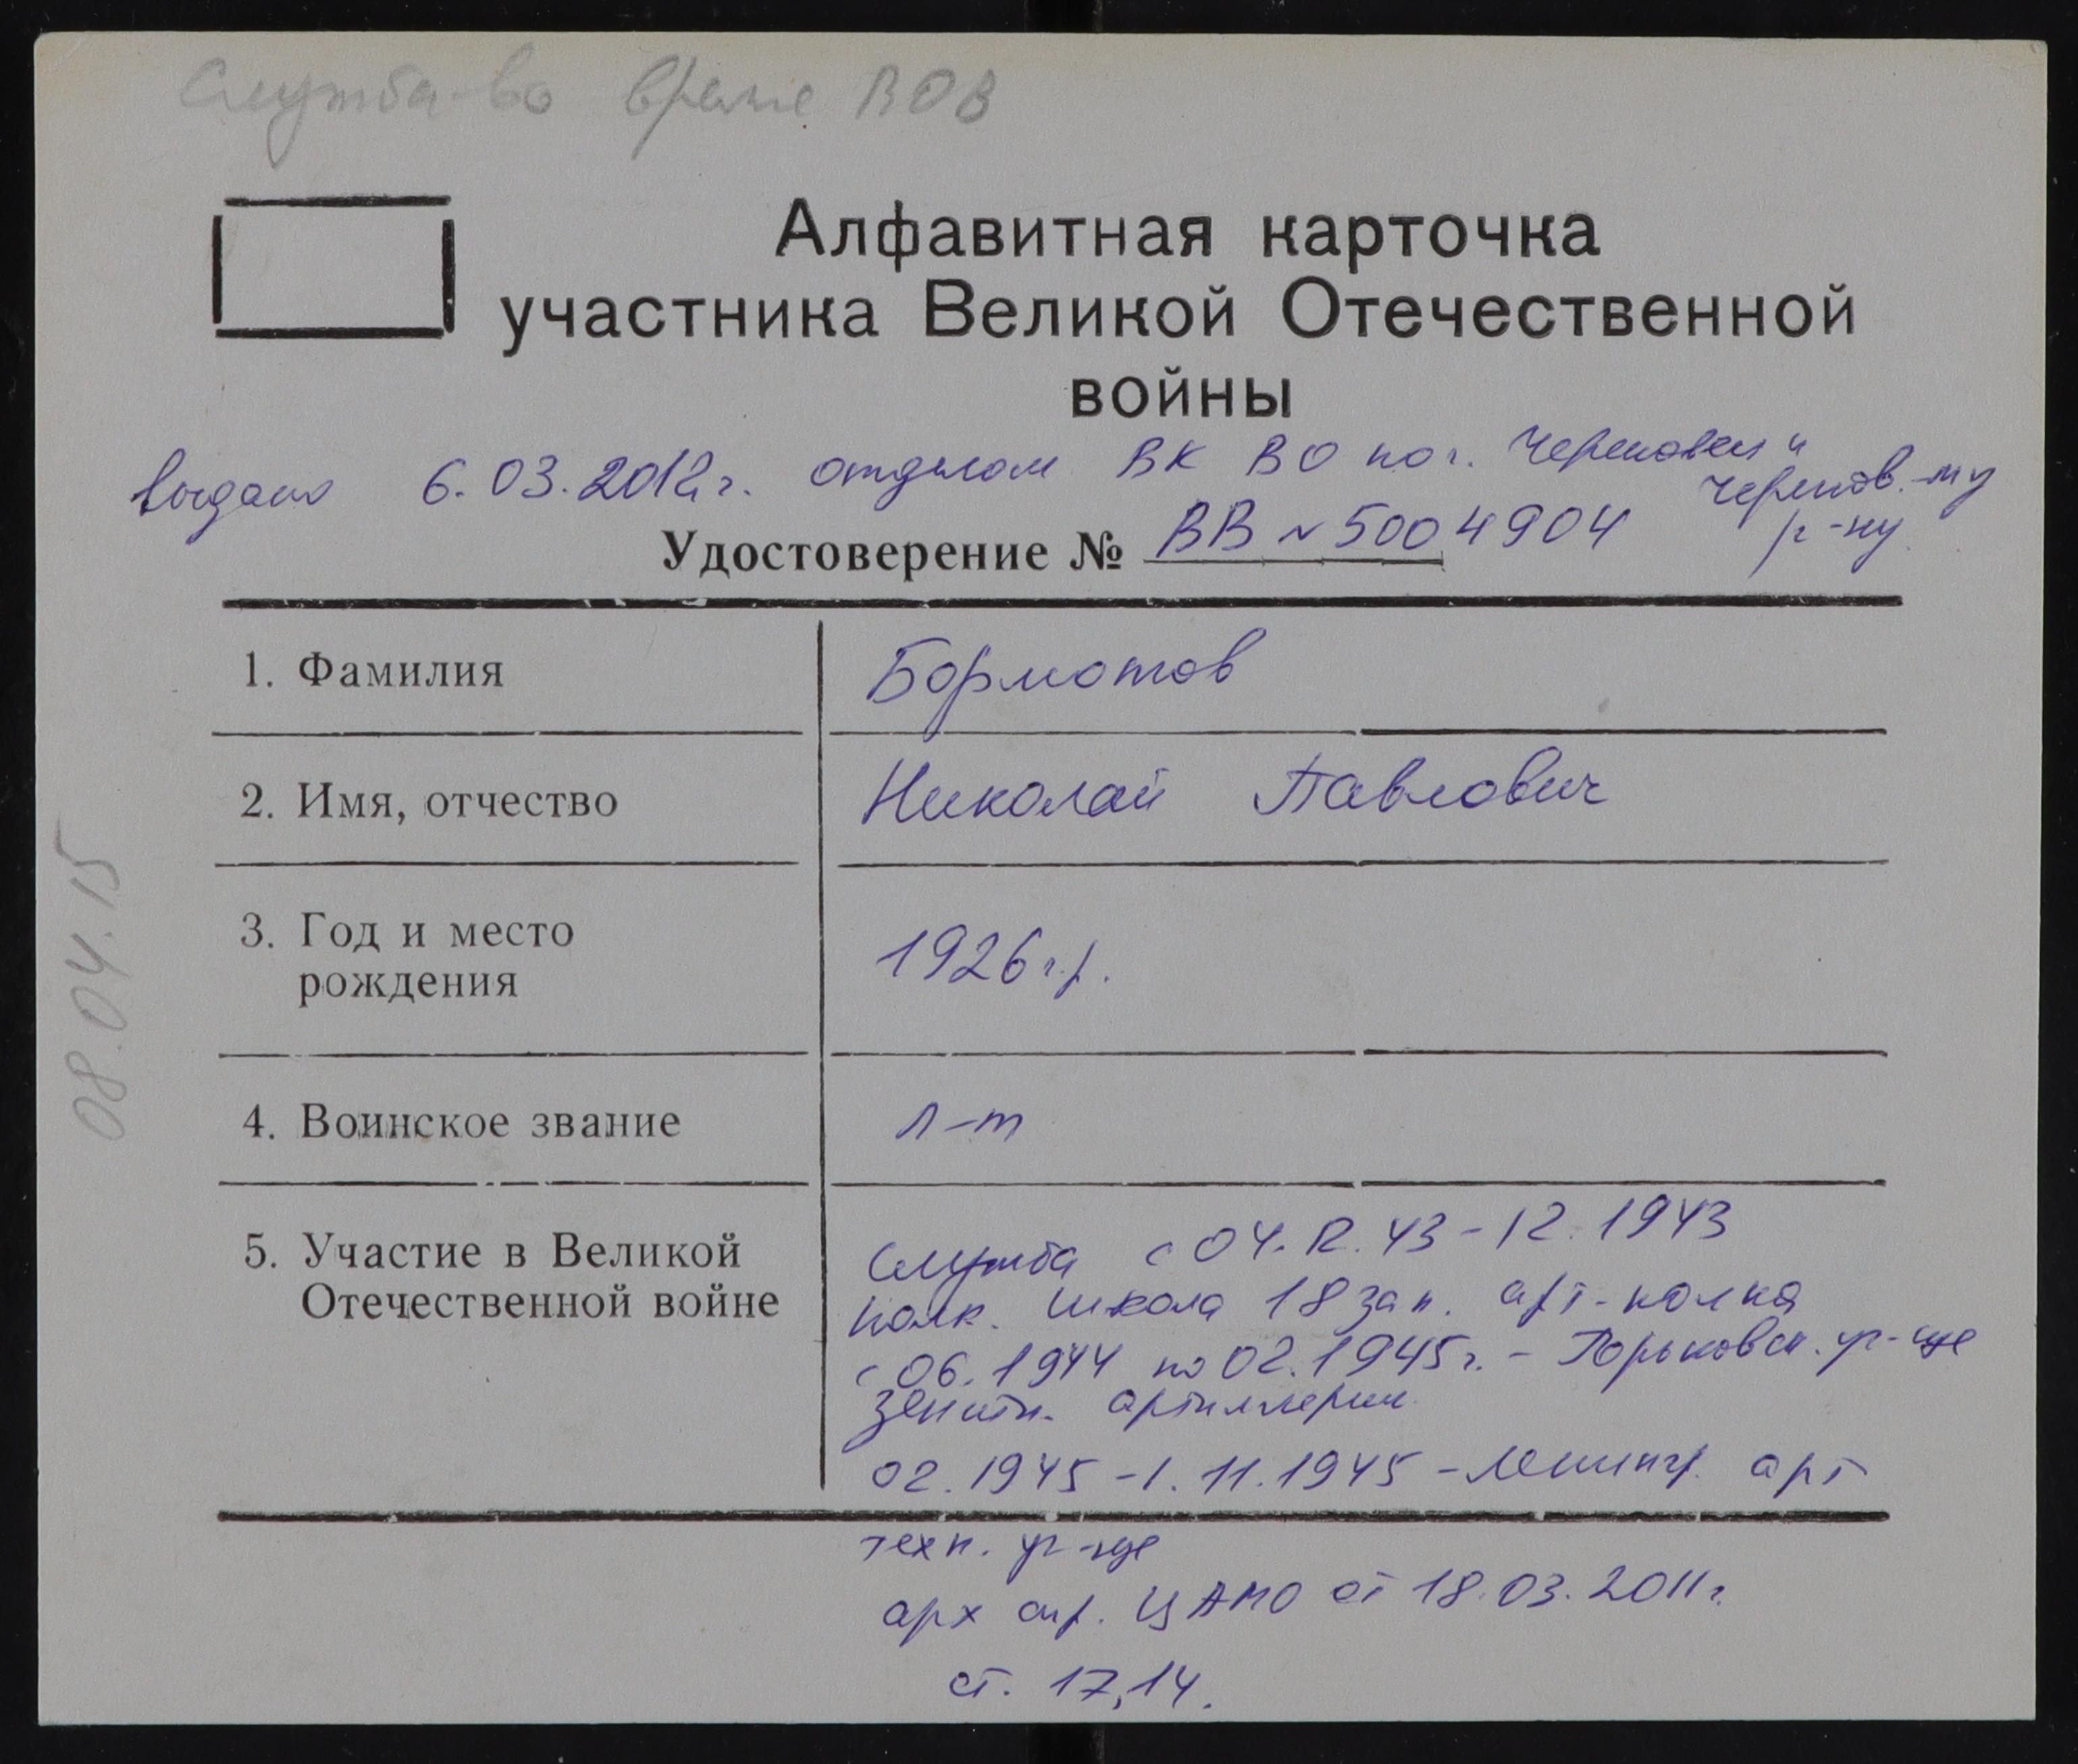 Служба во время ВОВ
Алфавитная карточка
участника Великой Отечественной
войны
выдано 6.03.2012г. отделом ВК ВО по г. Череповец и
Черепов.-му
р-ну
Удостоверение № ВВ N 5004904
1. Фамилия Бормотов
2. Имя, отчество Николай Павлович
3. Год и место
рождения
1926 г.р.
4. Воинское звание л-т
5. Участие в Великой
Отечественной войне
служба с 04.12.43 - 12.1943
полк. школа 18 зап. арт-полка
с 06.1944 по 02.1945г. - Горьковск. уч-ще
зенитн. артиллерии
02.1945 - 1.11.1945 - Ленингр. арт
техн. уч-ще
арх спр. ЦАМО от 18.03.2011г.
ст. 17,14.
08.04.15